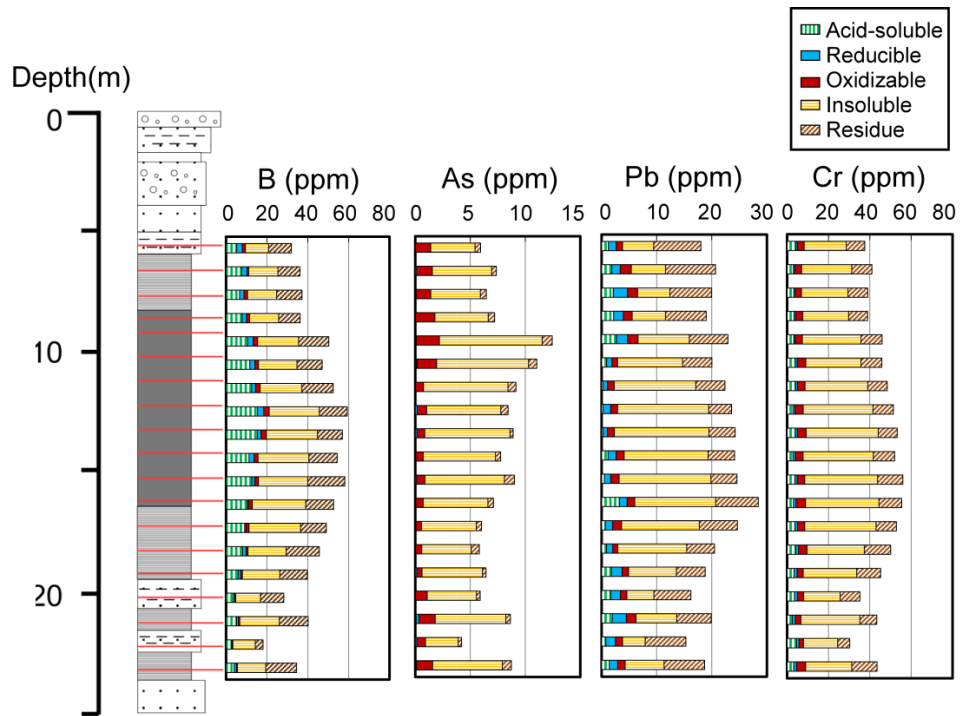 Acid-soluble
Reducible
Oxidizable
Insoluble
Residue
Depth(m)
0
10
20
B (ppm)
0 20 40 60 80
As (ppm)
0 5 10 15
Pb (ppm)
0 10 20 30
Cr (ppm)
0 20 40 60 80